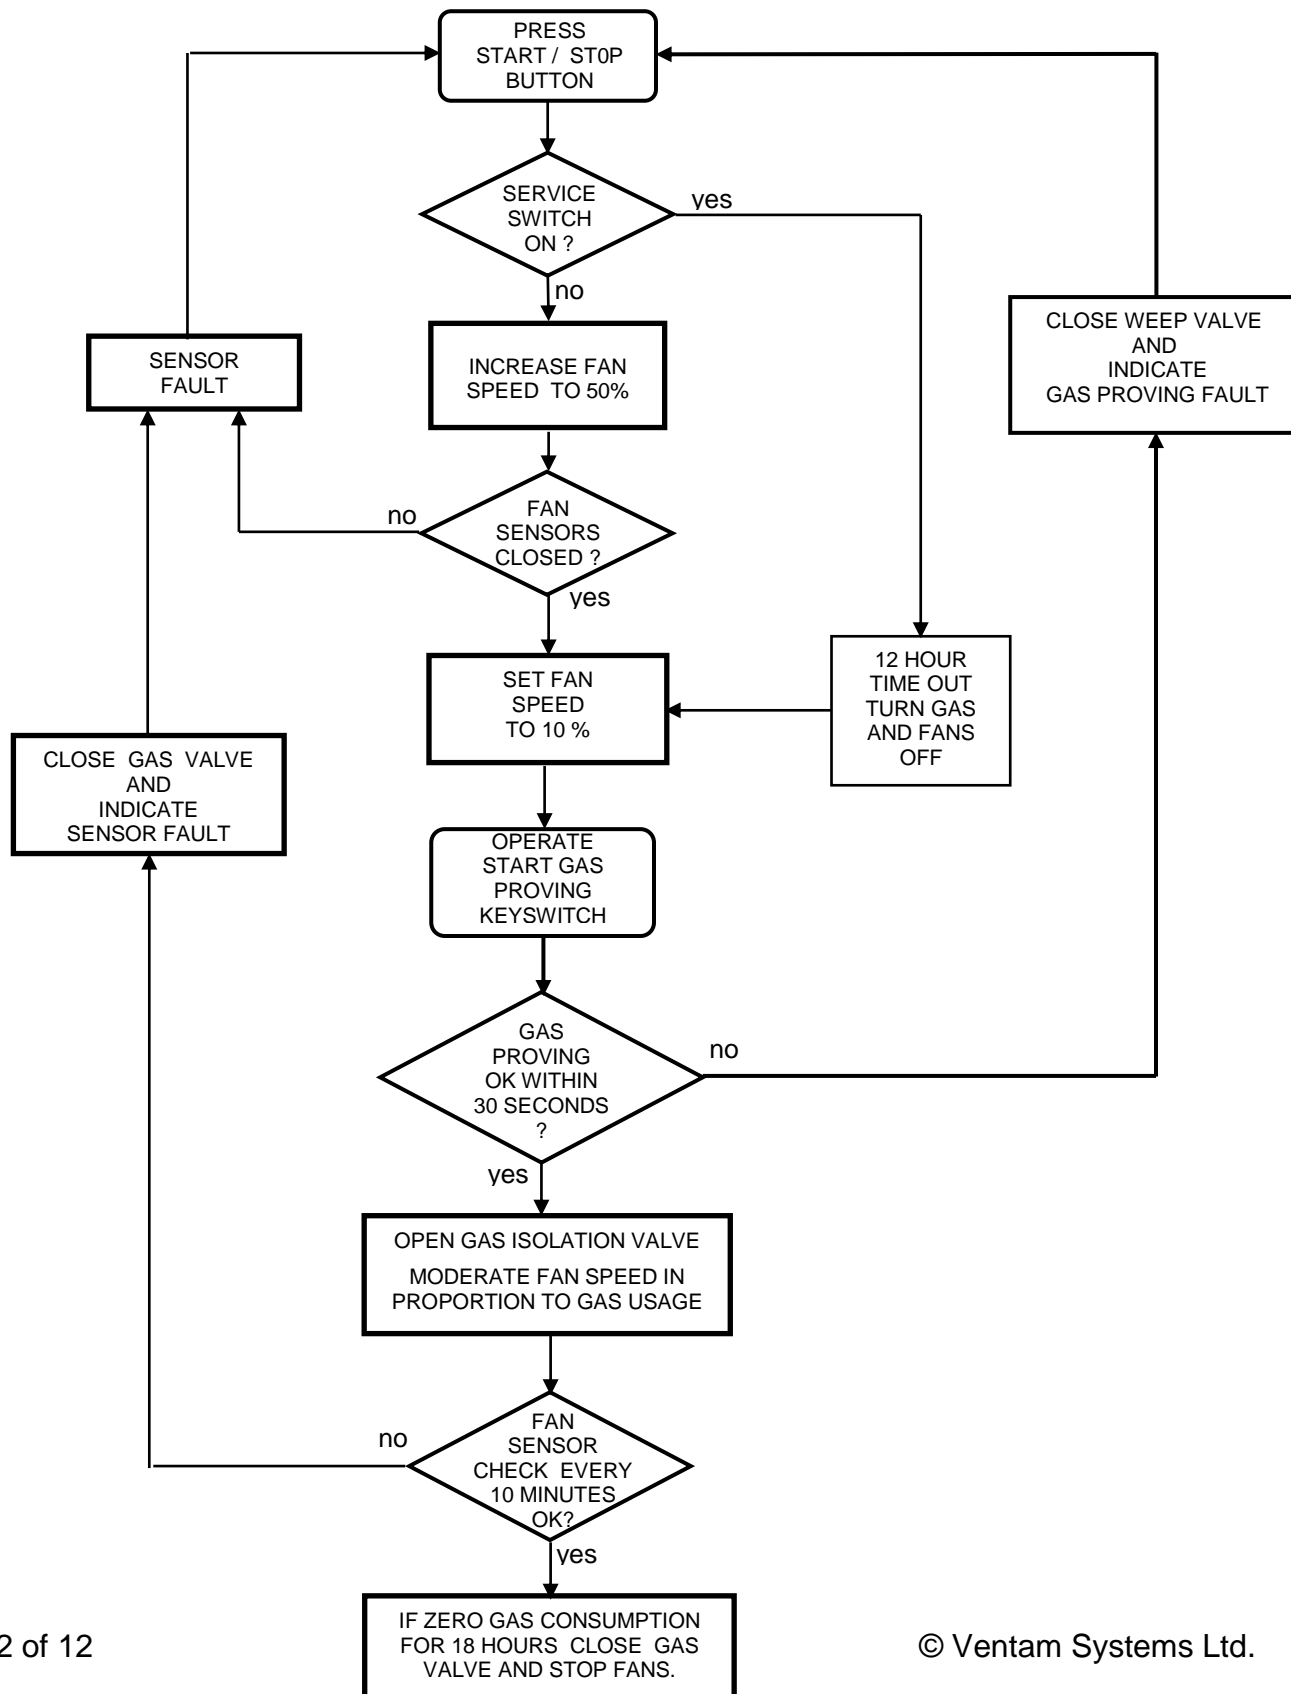 PRESS
START / ST0P
BUTTON
SERVICE
SWITCH
ON ?
yes
no
INCREASE FAN
SPEED TO 50%
CLOSE WEEP VALVE
AND
INDICATE
GAS PROVING FAULT
SENSOR
FAULT
FAN
SENSORS
CLOSED ?
no
yes
SET FAN
SPEED
TO 10 %
12 HOUR
TIME OUT
TURN GAS
AND FANS
OFF
CLOSE GAS VALVE
AND
INDICATE
SENSOR FAULT
OPERATE
START GAS
PROVING
KEYSWITCH
GAS
PROVING
OK WITHIN
30 SECONDS
?
no
yes
OPEN GAS ISOLATION VALVE
MODERATE FAN SPEED IN
PROPORTION TO GAS USAGE
FAN
SENSOR
CHECK EVERY
10 MINUTES
OK?
no
yes
IF ZERO GAS CONSUMPTION
FOR 18 HOURS CLOSE GAS
VALVE AND STOP FANS.
2 of 12
© Ventam Systems Ltd.